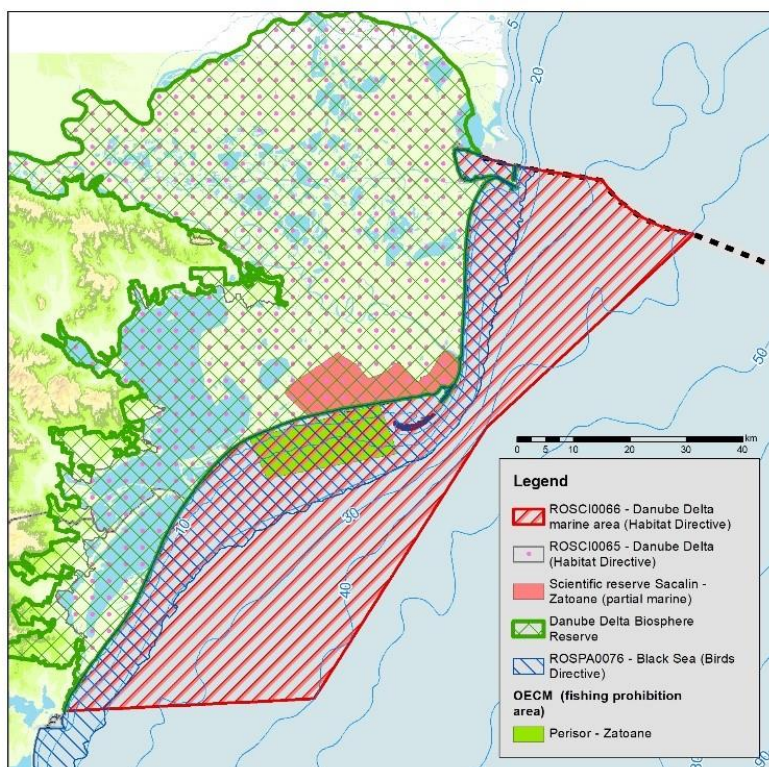 5
20
50
km
0 5 10 20 30 40
10
30
40
Legend
ROSCI0066 - Danube Delta
marine area (Habitat Directive)
ROSCI0065 - Danube Delta
(Habitat Directive)
Scientific reserve Sacalin -
Zatoane (partial marine)
Danube Delta Biosphere
Reserve
ROSPA0076 - Black Sea (Birds
Directive)
OECM (fishing prohibition
area)
Perisor - Zatoane
90